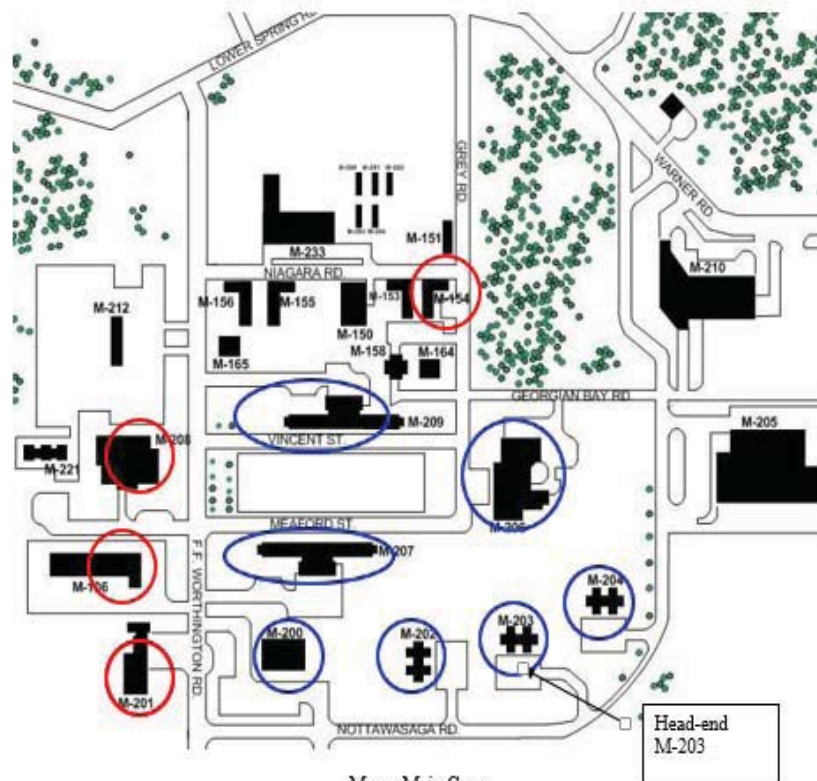 LOWER SPRING RD.
GREY RD.
WARNER RD.
M-151
M-233
M-210
NIAGARA RD.
M-156
M-155
M-153
M-154
M-150
M-212
M-158
M-164
M-165
GEORGIAN BAY RD.
M-209
M-208
M-205
VINCENT ST.
M-221
M-206
MEAFORD ST.
M-207
F.F. WORTHINGTON RD.
M-106
M-204
M-200
M-202
M-203
M-201
Head-end
M-203
NOTTAWASAGA RD.